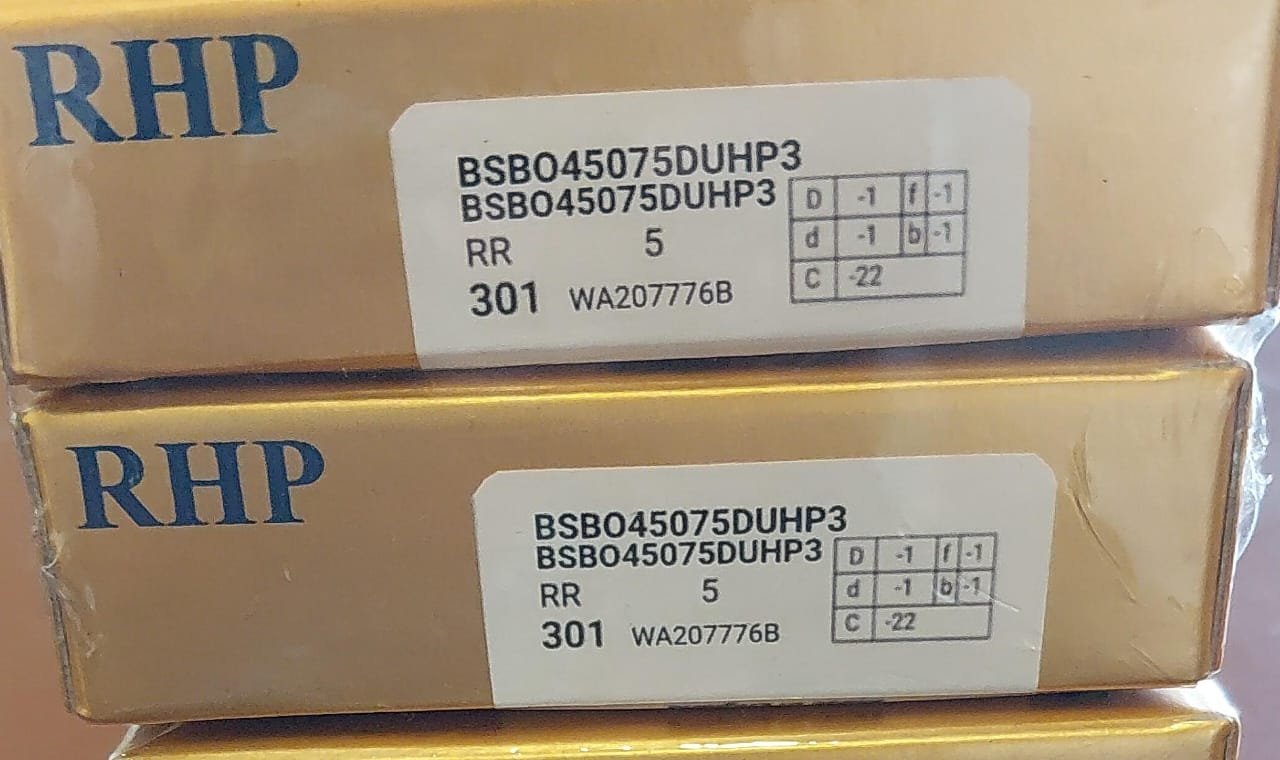 RHP
BSBO45075DUHP3
BSBO45075DUHP3
D -1 f -1
RR 5
d -1 b -1
301 WA207776B
C -22
RHP
BSBO45075DUHP3
BSBO45075DUHP3
D -1 f -1
RR 5
d -1 b -1
301 WA207776B
C -22